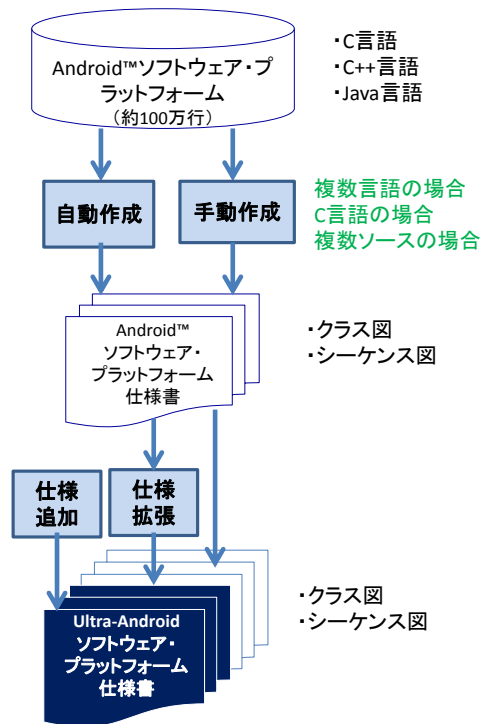 Android™ソフトウェア・プ
ラットフォーム
（約100万行）
・C言語
・C++言語
・Java言語
自動作成
手動作成
複数言語の場合
C言語の場合
複数ソースの場合
Android™
ソフトウェア・
プラットフォーム
仕様書
・クラス図
・シーケンス図
仕様
追加
仕様
拡張
Ultra-Android
ソフトウェア・
プラットフォーム
仕様書
・クラス図
・シーケンス図